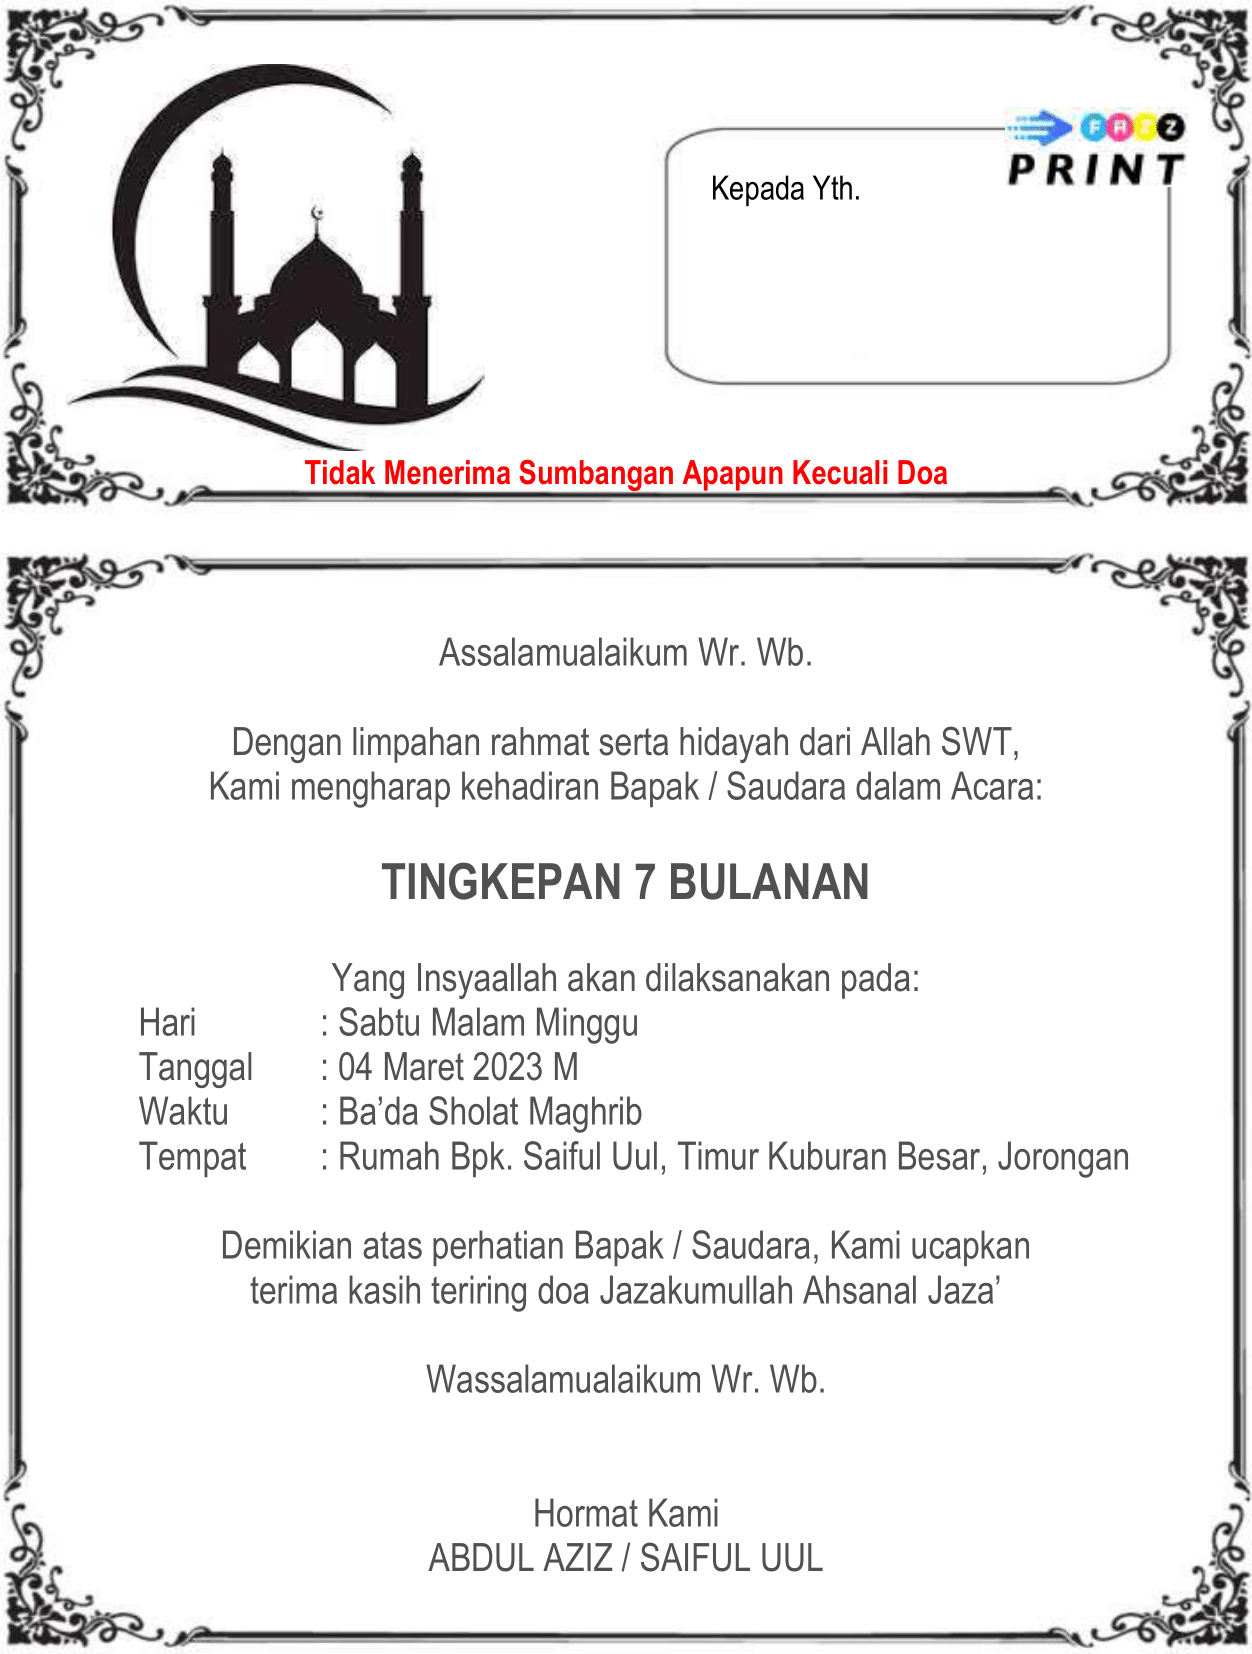 FAZZ
PRINT
Kepada Yth.
Tidak Menerima Sumbangan Apapun Kecuali Doa
Assalamualaikum Wr. Wb.
Dengan limpahan rahmat serta hidayah dari Allah SWT,
Kami mengharap kehadiran Bapak / Saudara dalam Acara:
TINGKEPAN 7 BULANAN
Yang Insyaallah akan dilaksanakan pada:
Hari : Sabtu Malam Minggu
Tanggal : 04 Maret 2023 M
Waktu : Ba’da Sholat Maghrib
Tempat : Rumah Bpk. Saiful Uul, Timur Kuburan Besar, Jorongan
Demikian atas perhatian Bapak / Saudara, Kami ucapkan
terima kasih teriring doa Jazakumullah Ahsanal Jaza’
Wassalamualaikum Wr. Wb.
Hormat Kami
ABDUL AZIZ / SAIFUL UUL